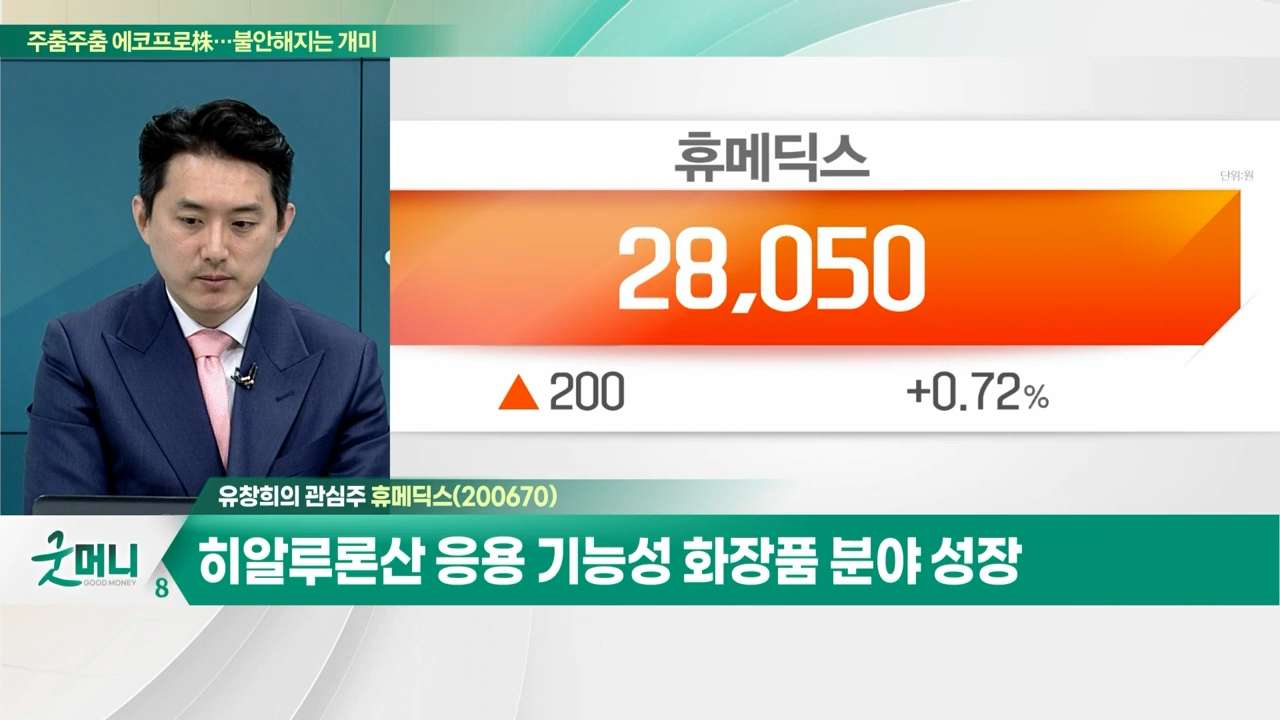 주춤주춤 에코프로株…불안해지는 개미
휴메딕스
단위:원
28,050
▲ 200
+0.72%
유창희의 관심주 휴메딕스(200670)
굿머니
GOOD MONEY
8
히알루론산 응용 기능성 화장품 분야 성장